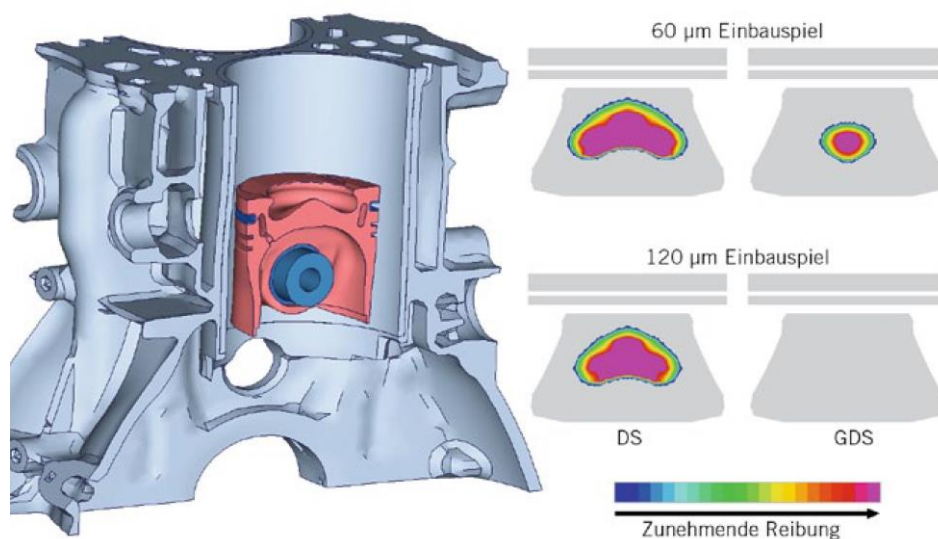 60 µm Einbauspiel
120 µm Einbauspiel
DS
GDS
Zunehmende Reibung